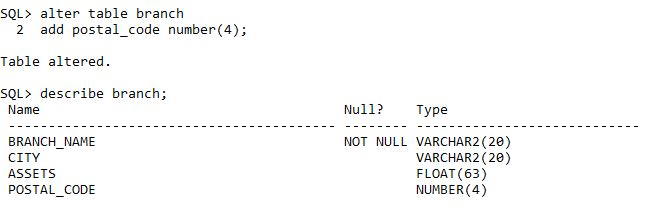 SQL> alter table branch
  2  add postal_code number(4);
Table altered.
SQL> describe branch;
 Name                                      Null?    Type
 ----------------------------------------- -------- ----------------------------
 BRANCH_NAME                               NOT NULL VARCHAR2(20)
 CITY                                               VARCHAR2(20)
 ASSETS                                             FLOAT(63)
 POSTAL_CODE                                        NUMBER(4)